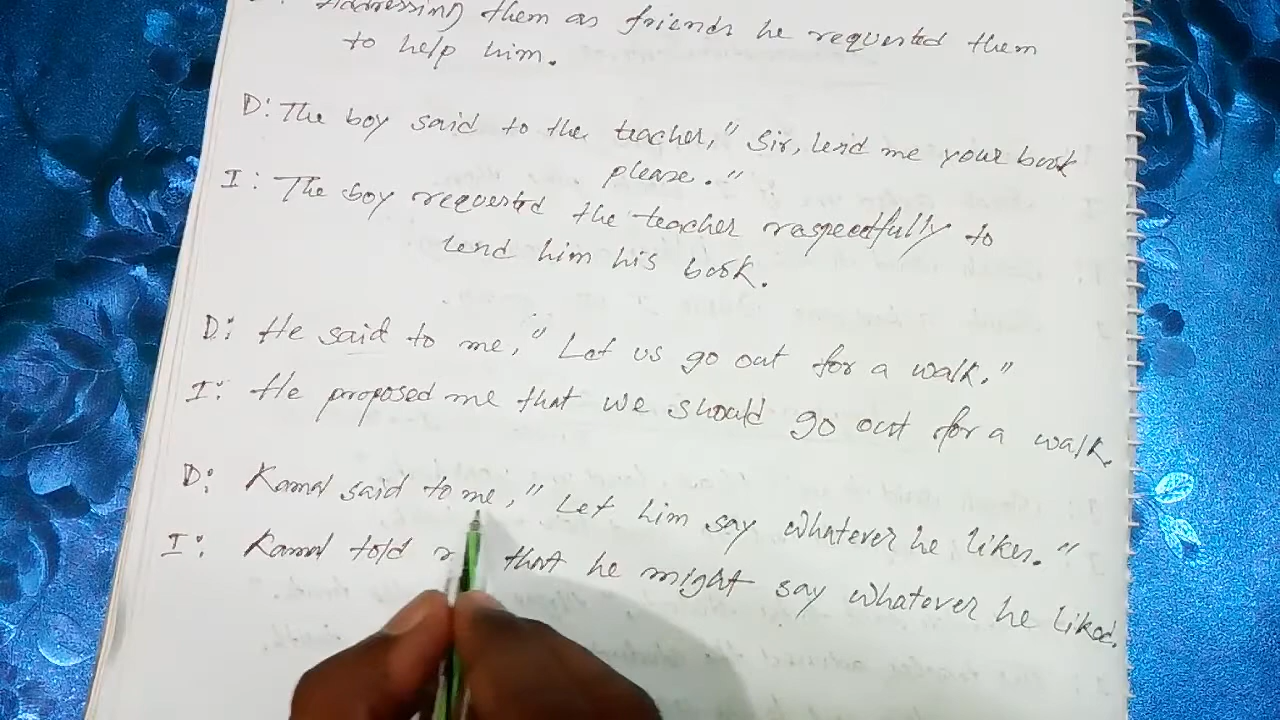 Addressing them as friends he requested them
to help him.
D: The boy said to the teacher," Sir, lend me your book
please."
I: The boy requested the teacher raspectfully to
lend him his book.
D: He said to me," Let us go out for a walk."
I: He proposed me that we should go out for a walk.
D: Kamal said to me," Let him say whatever he likes."
I: Kamal told that he might say whatever he liked.